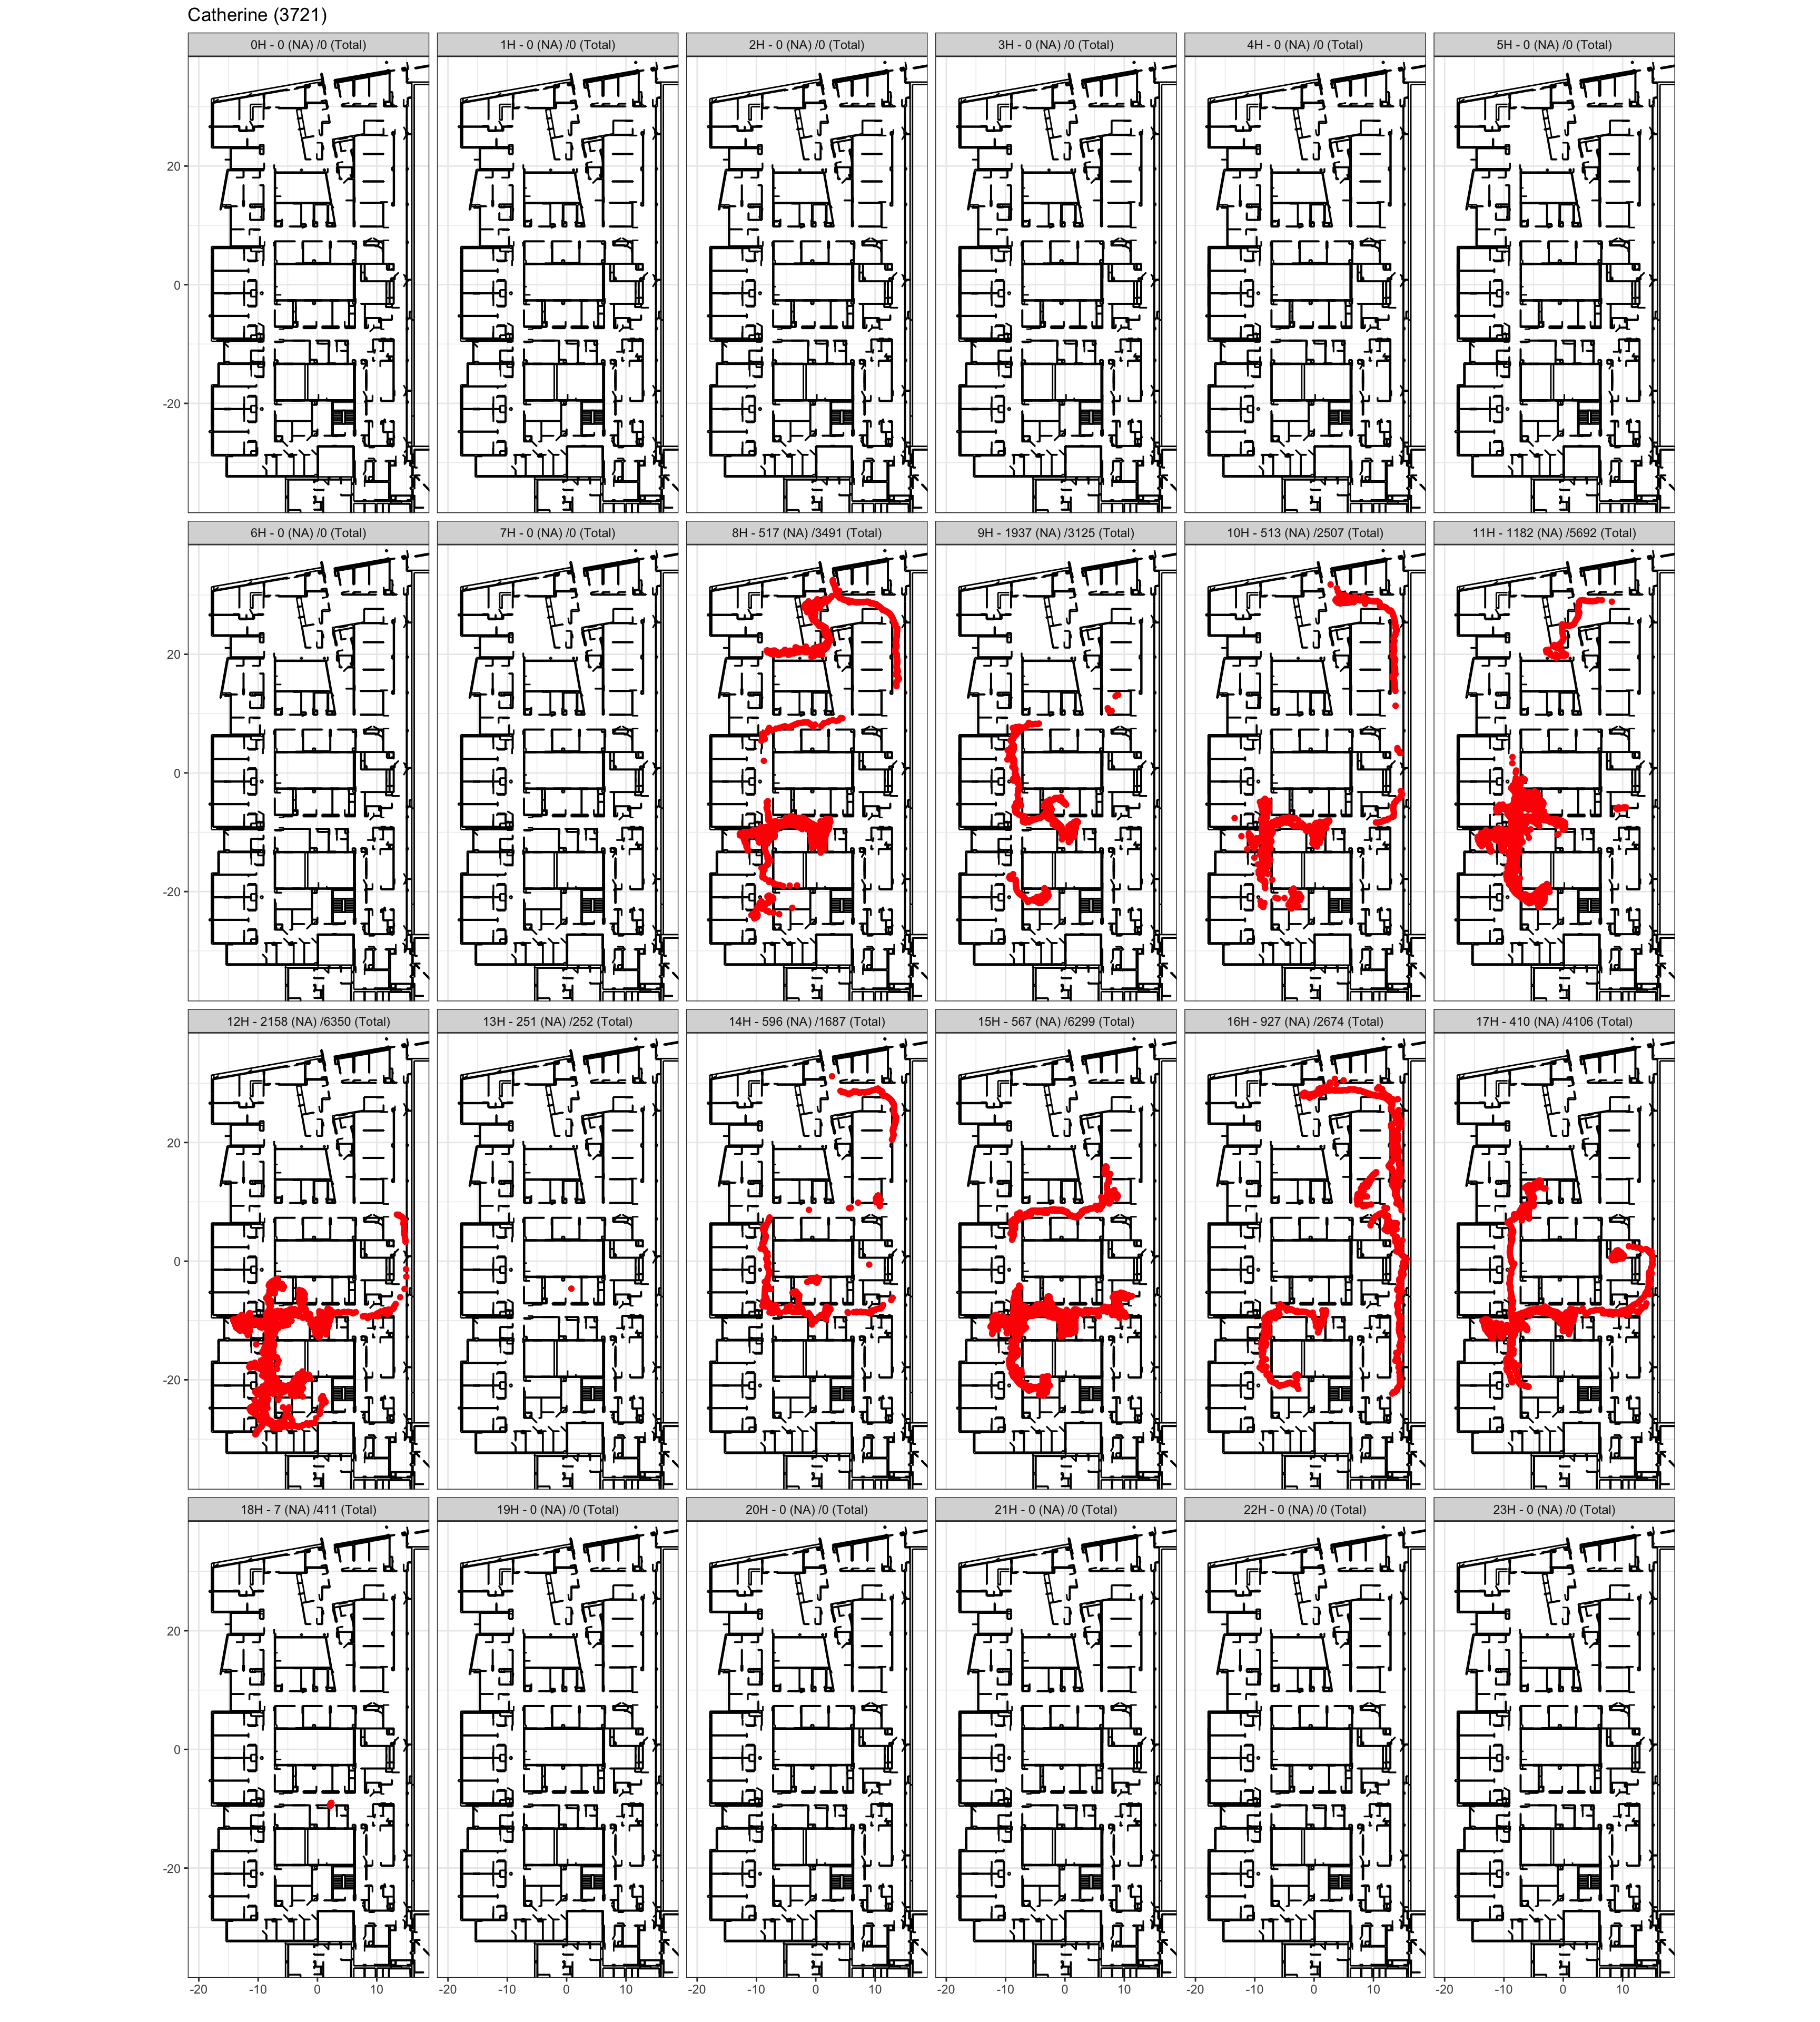 Catherine (3721)
0H - 0 (NA) /0 (Total) 1H - 0 (NA) /0 (Total) 2H - 0 (NA) /0 (Total) 3H - 0 (NA) /0 (Total) 4H - 0 (NA) /0 (Total) 5H - 0 (NA) /0 (Total)
20
0
-20
6H - 0 (NA) /0 (Total) 7H - 0 (NA) /0 (Total) 8H - 517 (NA) /3491 (Total) 9H - 1937 (NA) /3125 (Total) 10H - 513 (NA) /2507 (Total) 11H - 1182 (NA) /5692 (Total)
20
0
-20
12H - 2158 (NA) /6350 (Total) 13H - 251 (NA) /252 (Total) 14H - 596 (NA) /1687 (Total) 15H - 567 (NA) /6299 (Total) 16H - 927 (NA) /2674 (Total) 17H - 410 (NA) /4106 (Total)
20
0
-20
18H - 7 (NA) /411 (Total) 19H - 0 (NA) /0 (Total) 20H - 0 (NA) /0 (Total) 21H - 0 (NA) /0 (Total) 22H - 0 (NA) /0 (Total) 23H - 0 (NA) /0 (Total)
20
0
-20
-20 -10 0 10 -20 -10 0 10 -20 -10 0 10 -20 -10 0 10 -20 -10 0 10 -20 -10 0 10